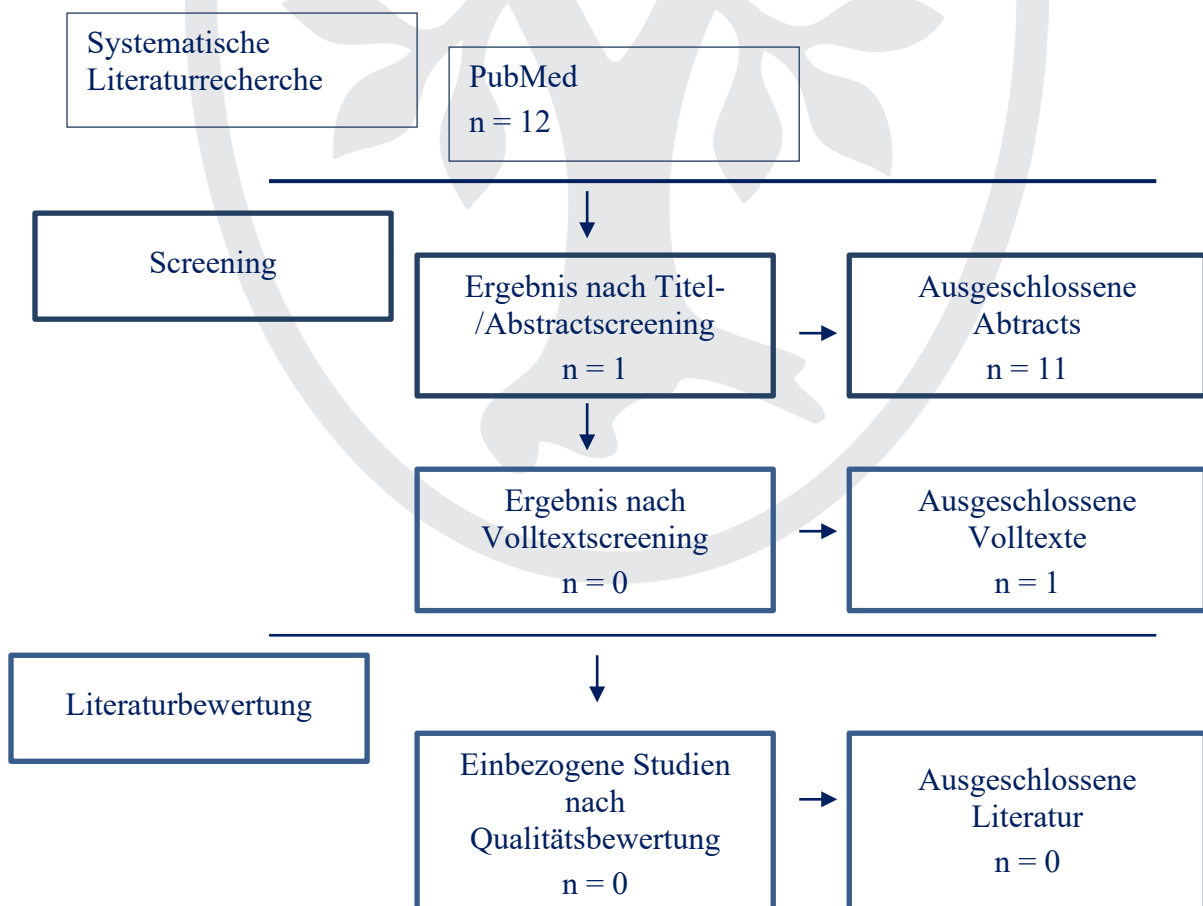 Systematische
Literaturrecherche
PubMed
n = 12
Screening
Ergebnis nach Titel-
/Abstractscreening
n = 1
Ausgeschlossene
Abtracts
n = 11
Ergebnis nach
Volltextscreening
n = 0
Ausgeschlossene
Volltexte
n = 1
Literaturbewertung
Einbezogene Studien
nach
Qualitätsbewertung
n = 0
Ausgeschlossene
Literatur
n = 0